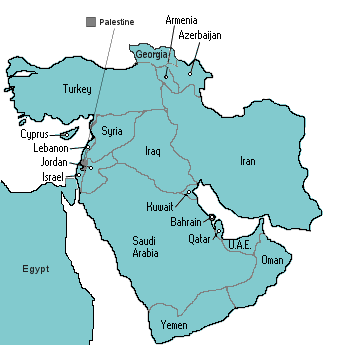 Palestine
Armenia
Azerbaijan
Georgia
Turkey
Syria
Cyprus
Lebanon
Iraq
Iran
Jordan
Israel
Kuwait
Bahrain
Qatar
Saudi
Arabia
U.A.E.
Oman
Egypt
Yemen